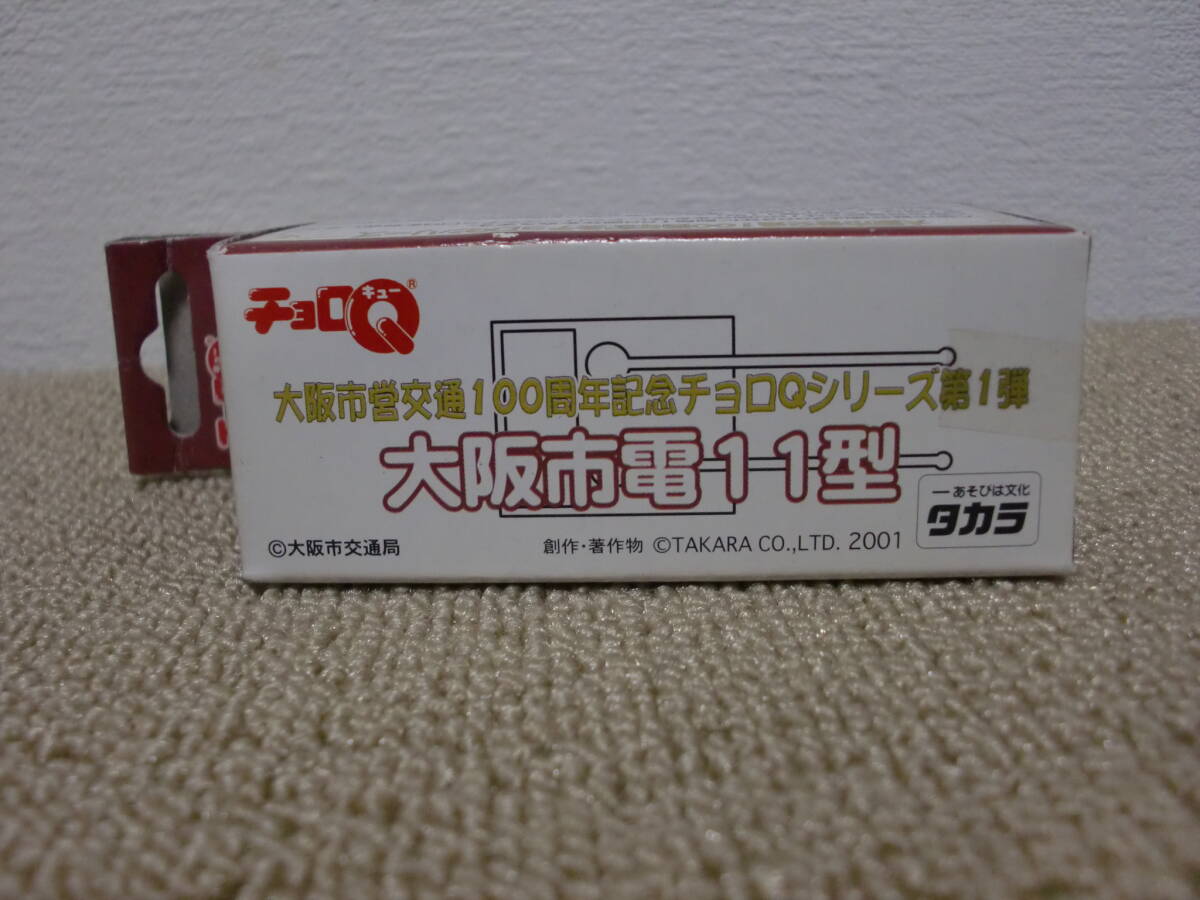 チョロQ®
キュー
大阪市営交通100周年記念チョロQシリーズ第1弾
大阪市電11型
―あそびは文化
タカラ
©大阪市交通局
創作・著作物 ©TAKARA CO.,LTD. 2001